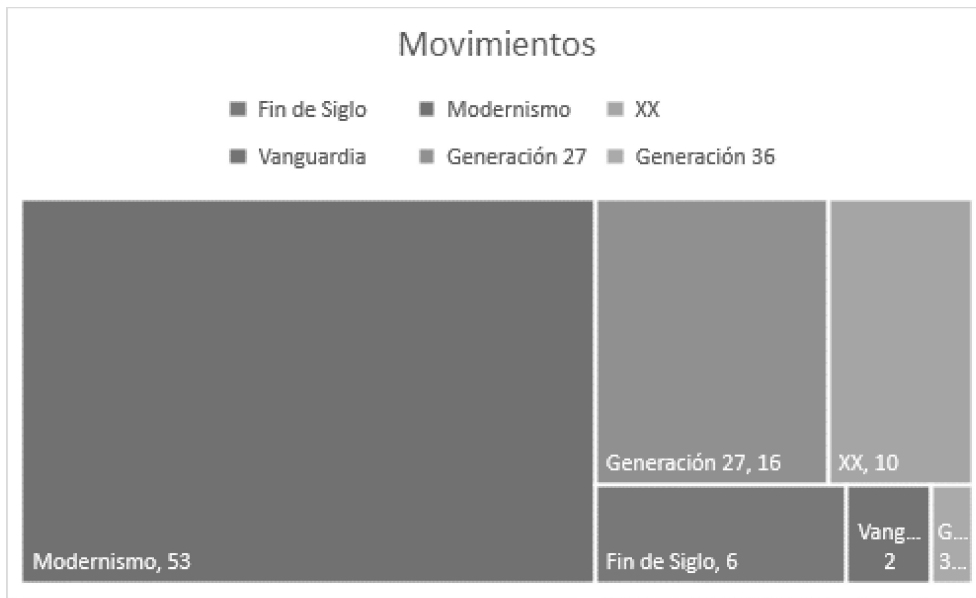 Movimientos
Fin de Siglo Modernismo XX
Vanguardia Generación 27 Generación 36
Generación 27, 16 XX, 10
Modernismo, 53
Fin de Siglo, 6
Vang...
2
G...
3...